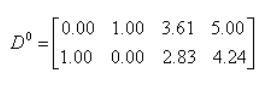 D⁰ = [0.00 1.00 3.61 5.00
1.00 0.00 2.83 4.24]